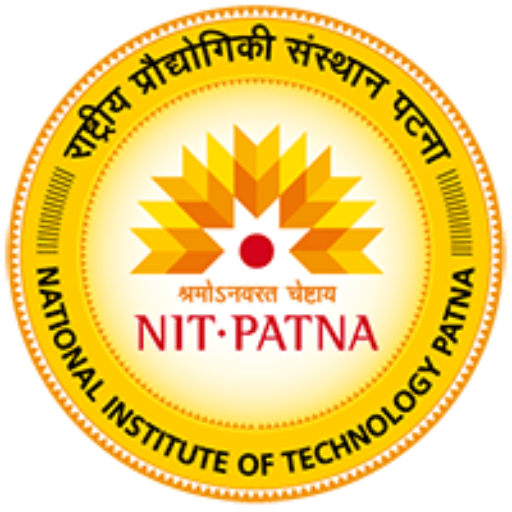 राष्ट्रीय प्रौद्योगिकी संस्थान पटना
श्रमोऽनवरत चेष्टाय
NIT·PATNA
NATIONAL INSTITUTE OF TECHNOLOGY PATNA